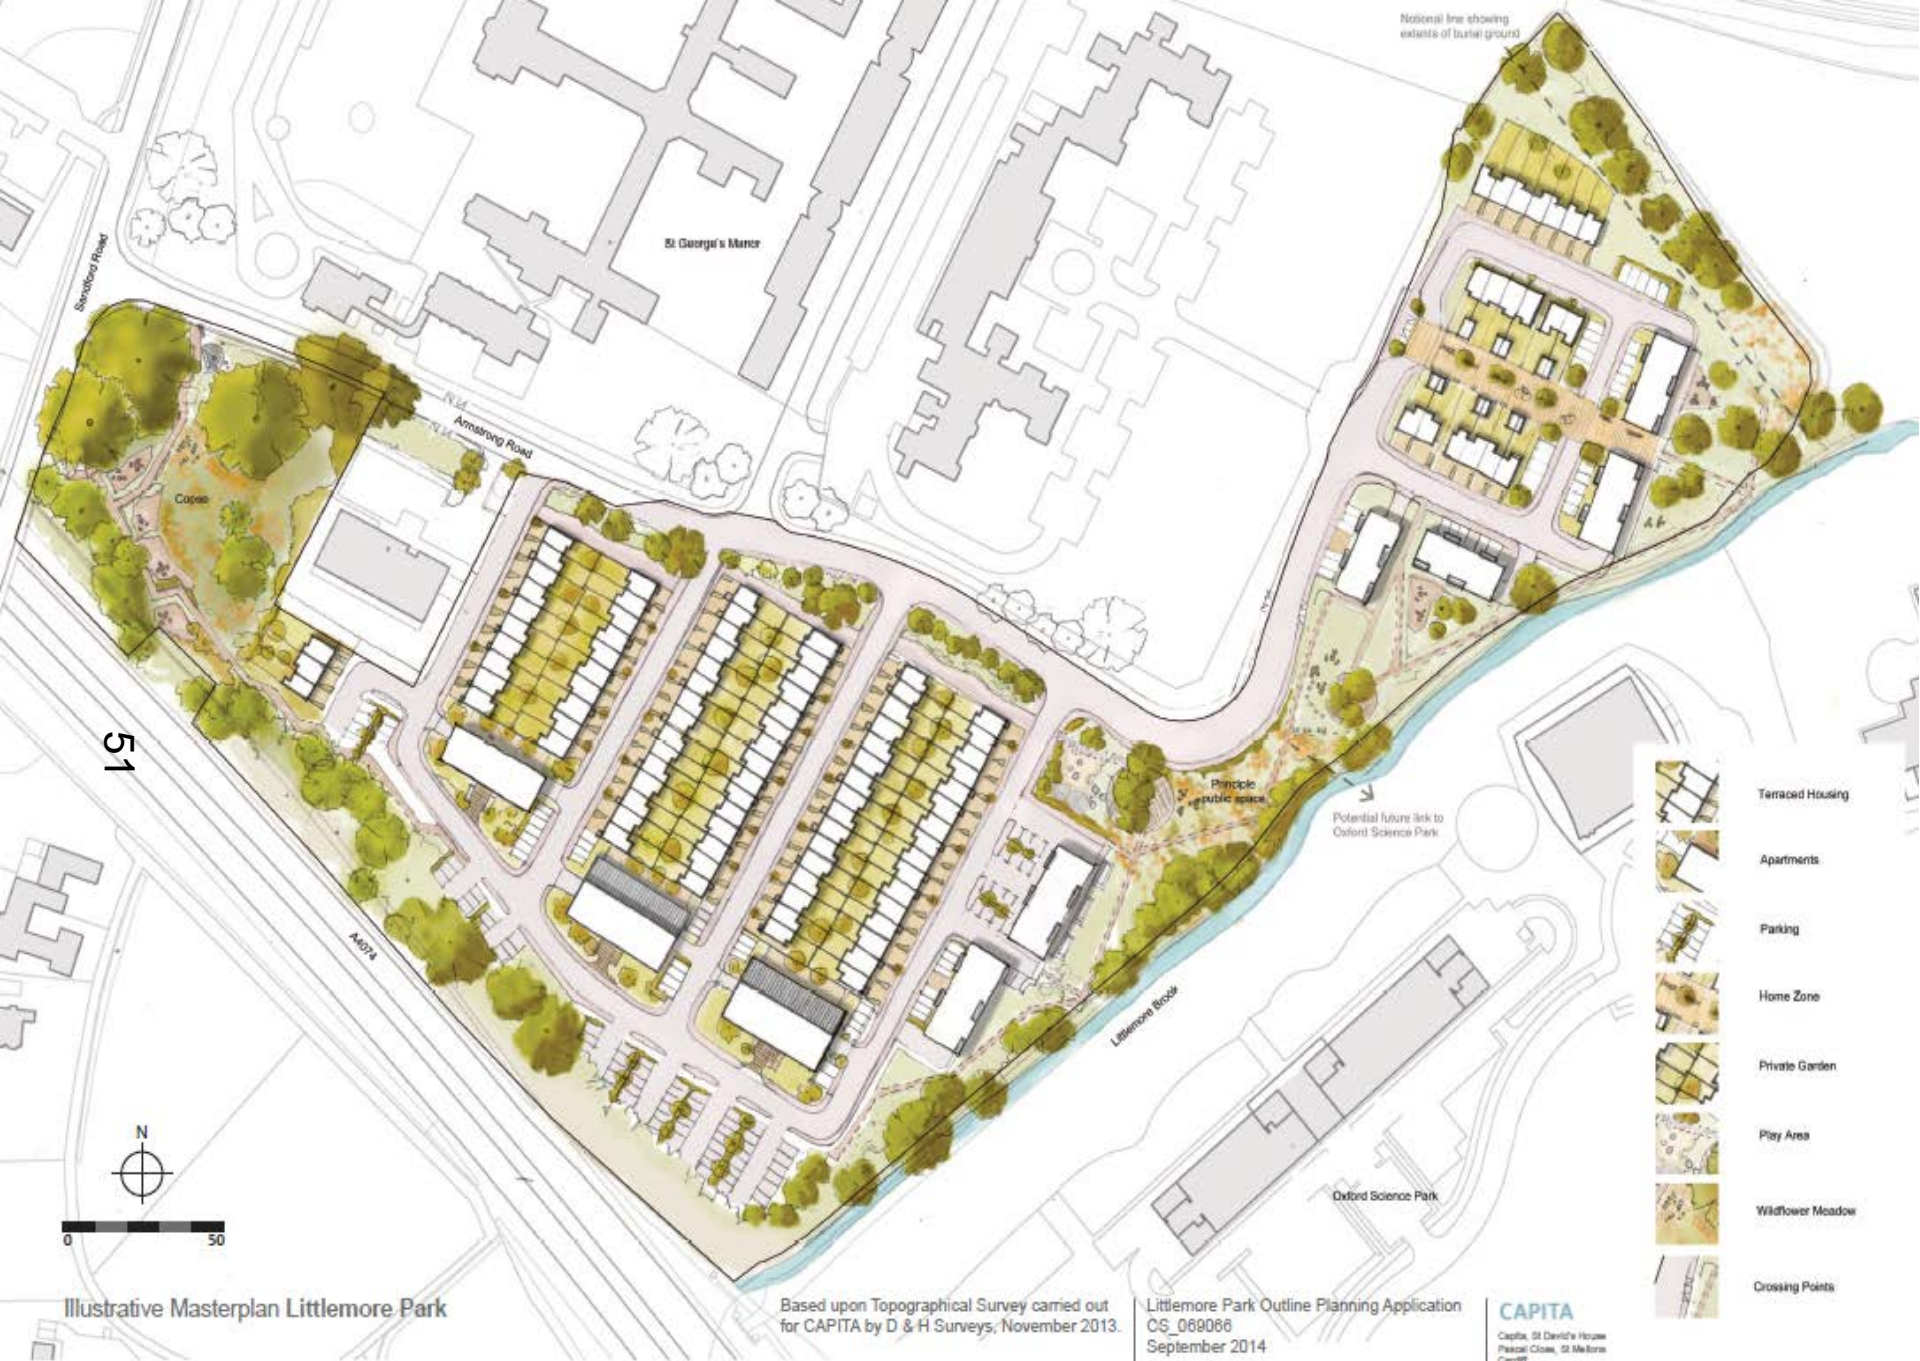 Notional line showing
extents of burial ground
St George's Manor
Sandford Road
Armstrong Road
Copse
51
A4074
Principle
public space
Potential future link to
Oxford Science Park
Littlemore Brook
Oxford Science Park
Terraced Housing
Apartments
Parking
Home Zone
Private Garden
Play Area
Wildflower Meadow
Crossing Points
N
0 50
Illustrative Masterplan Littlemore Park
Based upon Topographical Survey carried out
for CAPITA by D & H Surveys, November 2013.
Littlemore Park Outline Planning Application
CS_069066
September 2014
CAPITA
Capita, St David's House
Pascal Close, St Mellons
Cardiff